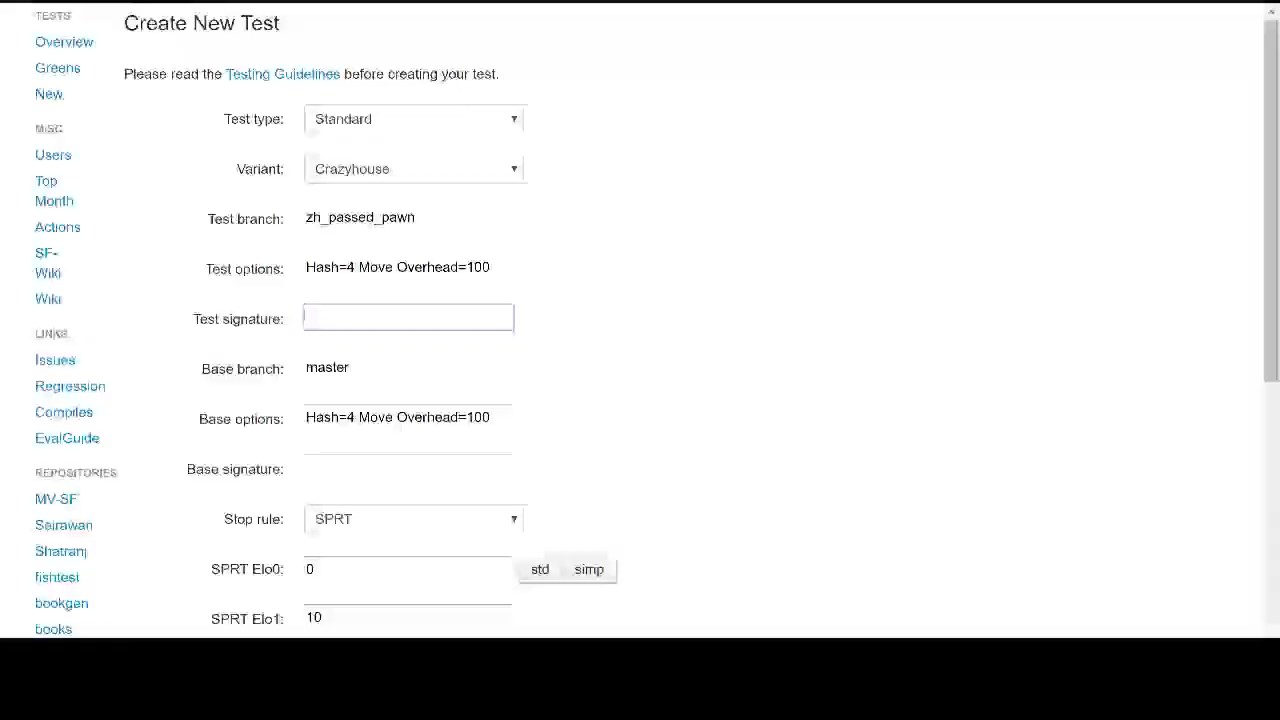 TESTS
Overview
Greens
New
MISC
Users
Top
Month
Actions
SF-
Wiki
Wiki
LINKS
Issues
Regression
Compiles
EvalGuide
REPOSITORIES
MV-SF
Seirawan
Shatranj
fishtest
bookgen
books
Create New Test
Please read the Testing Guidelines before creating your test.
Test type: Standard
Variant: Crazyhouse
Test branch: zh_passed_pawn
Test options: Hash=4 Move Overhead=100
Test signature:
Base branch: master
Base options: Hash=4 Move Overhead=100
Base signature:
Stop rule: SPRT
SPRT Elo0: 0 std simp
SPRT Elo1: 10